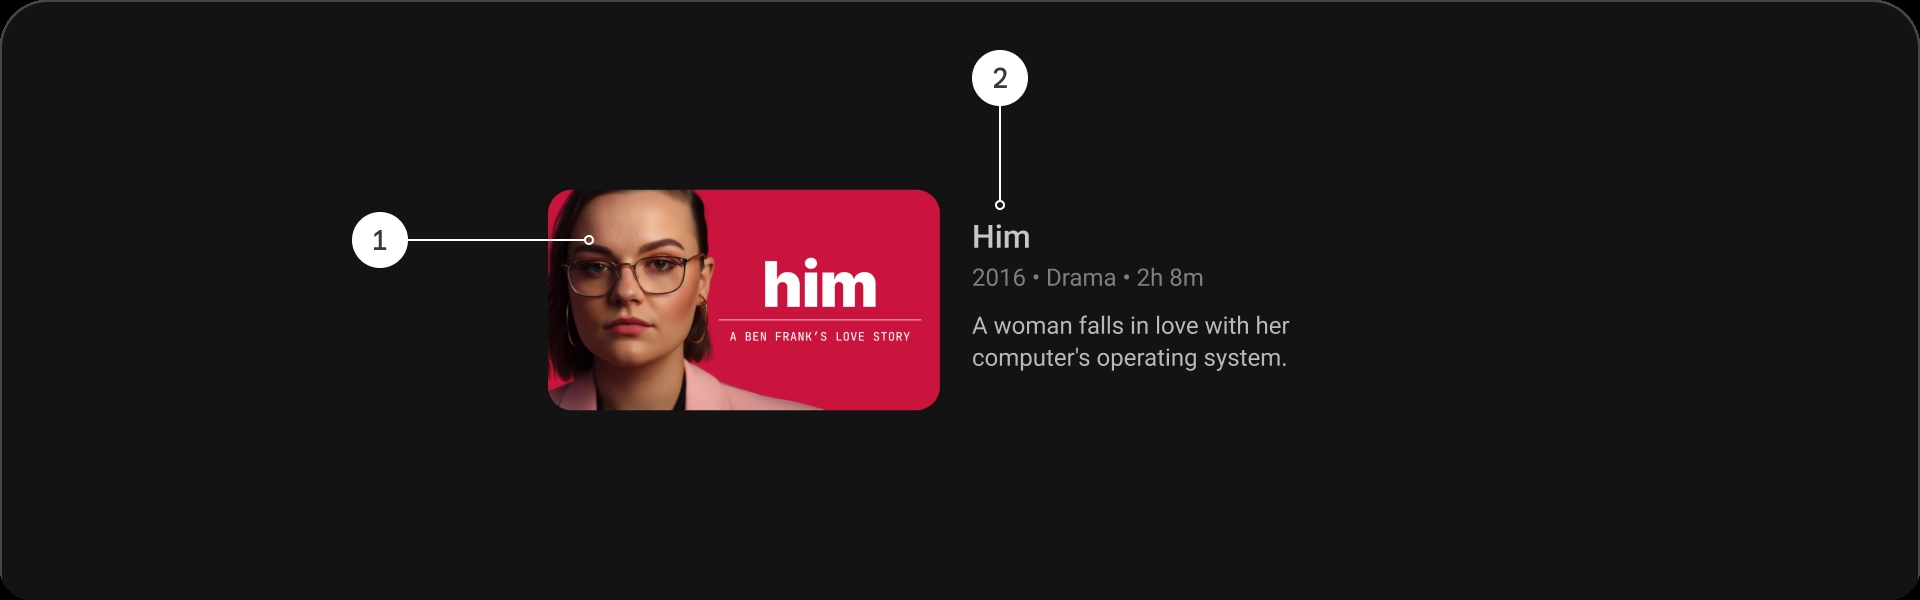 2
1
him
A BEN FRANK'S LOVE STORY
Him
2016 • Drama • 2h 8m
A woman falls in love with her
computer's operating system.